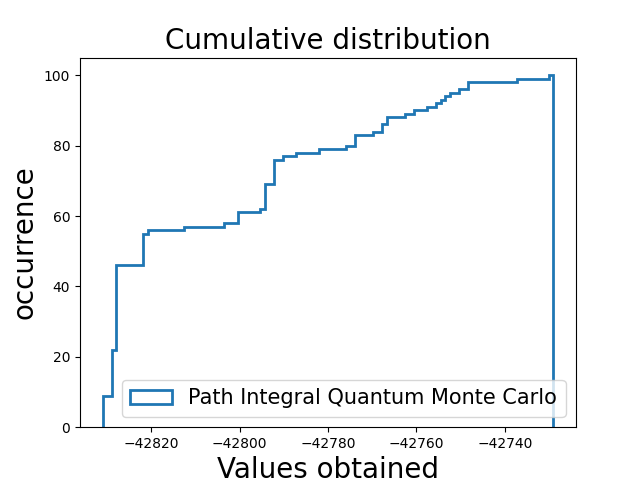 Cumulative distribution
occurrence
100
80
60
40
20
0
Path Integral Quantum Monte Carlo
−42820 −42800 −42780 −42760 −42740
Values obtained